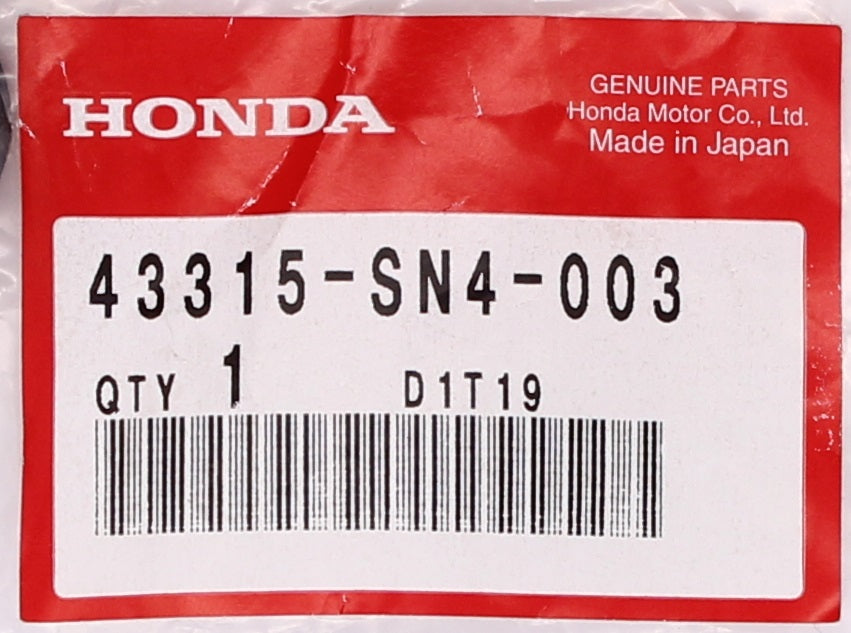 HONDA
GENUINE PARTS
Honda Motor Co., Ltd.
Made in Japan
43315-SN4-003
QTY 1 D1T19